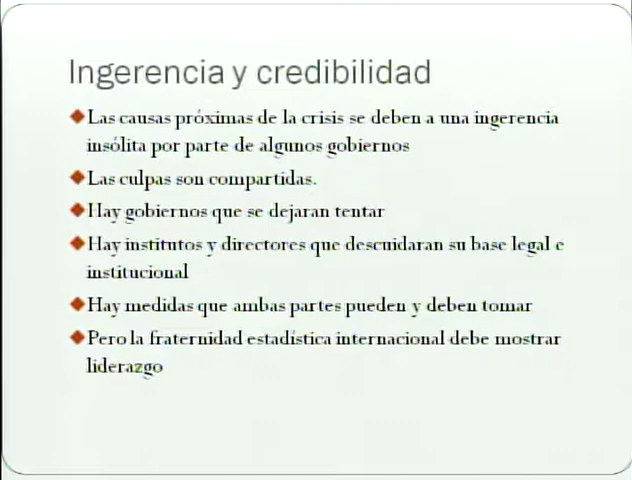 Ingerencia y credibilidad
Las causas próximas de la crisis se deben a una ingerencia
insólita por parte de algunos gobiernos
Las culpas son compartidas.
Hay gobiernos que se dejaran tentar
Hay institutos y directores que descuidaran su base legal e
institucional
Hay medidas que ambas partes pueden y deben tomar
Pero la fraternidad estadística internacional debe mostrar
liderazgo